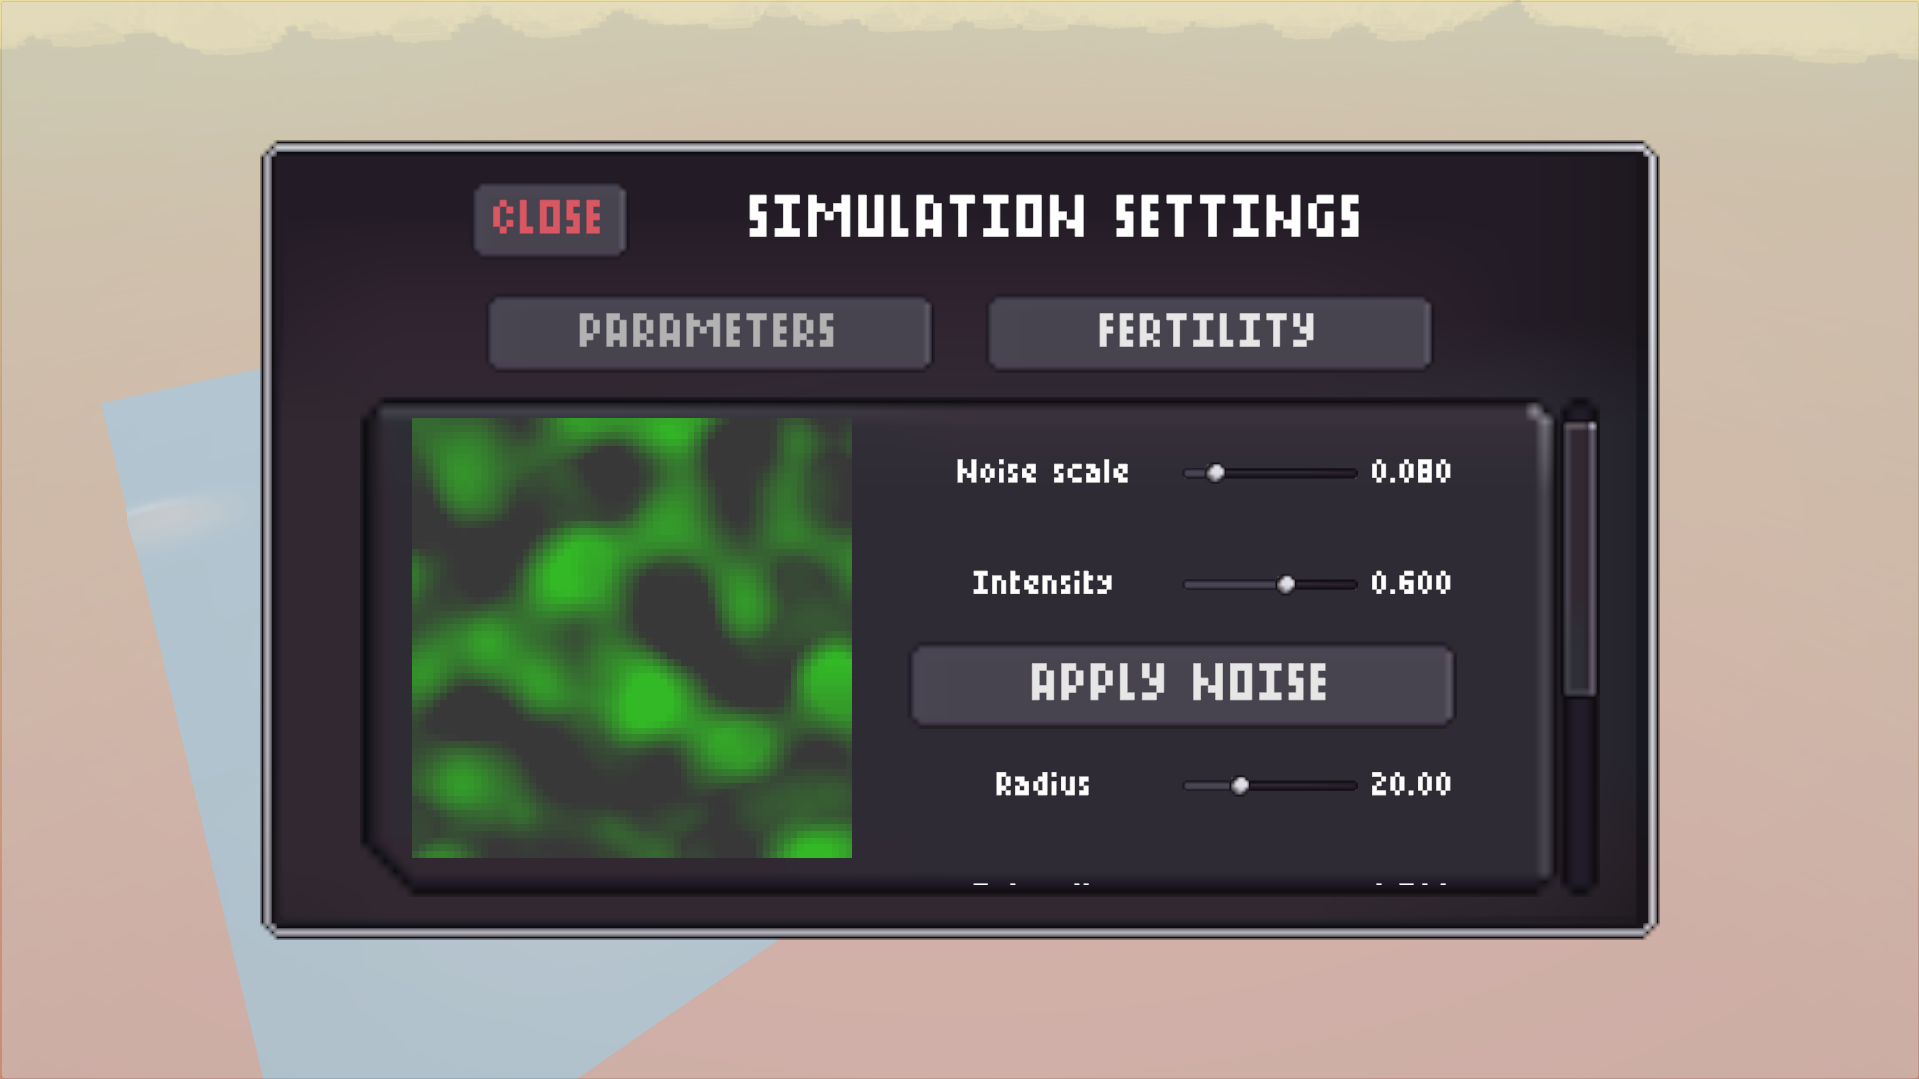 CLOSE
SIMULATION SETTINGS
PARAMETERS
FERTILITY
Noise scale 0.080
Intensity 0.600
APPLY NOISE
Radius 20.00